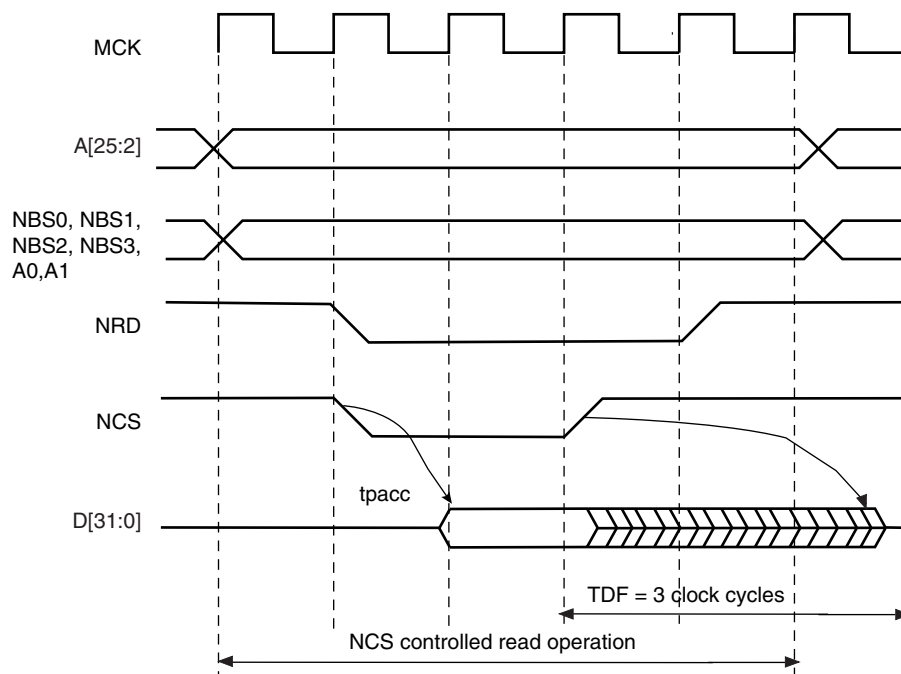 MCK
A[25:2]
NBS0, NBS1,
NBS2, NBS3,
A0,A1
NRD
NCS
tpacc
D[31:0]
TDF = 3 clock cycles
NCS controlled read operation